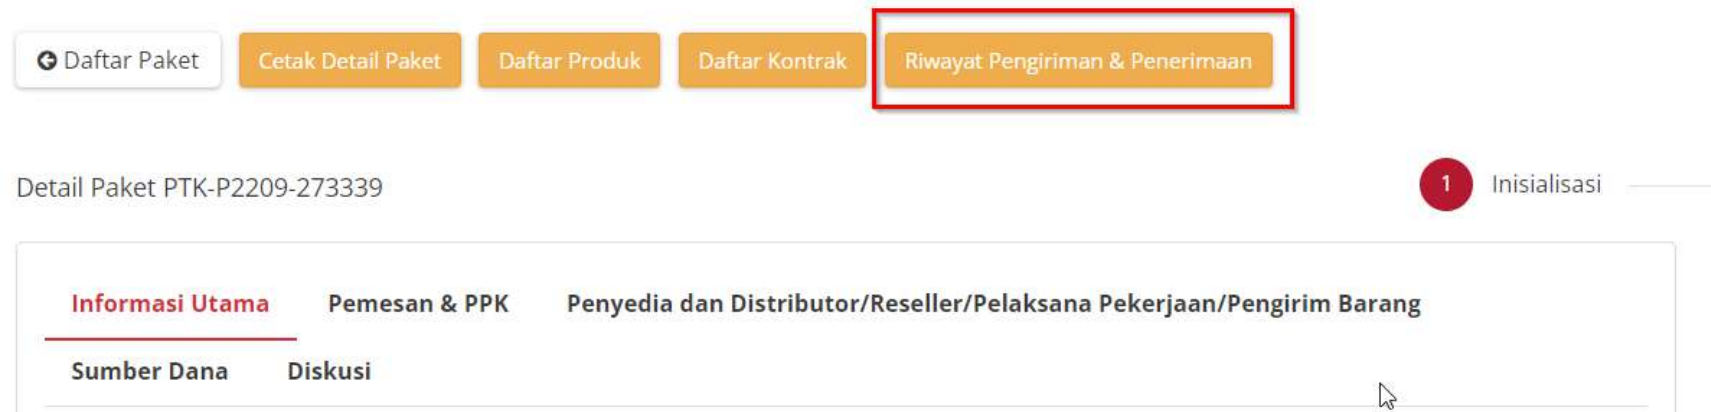 Daftar Paket Cetak Detail Paket Daftar Produk Daftar Kontrak Riwayat Pengiriman & Penerimaan
Detail Paket PTK-P2209-273339 1 Inisialisasi
Informasi Utama Pemesan & PPK Penyedia dan Distributor/Reseller/Pelaksana Pekerjaan/Pengirim Barang
Sumber Dana Diskusi